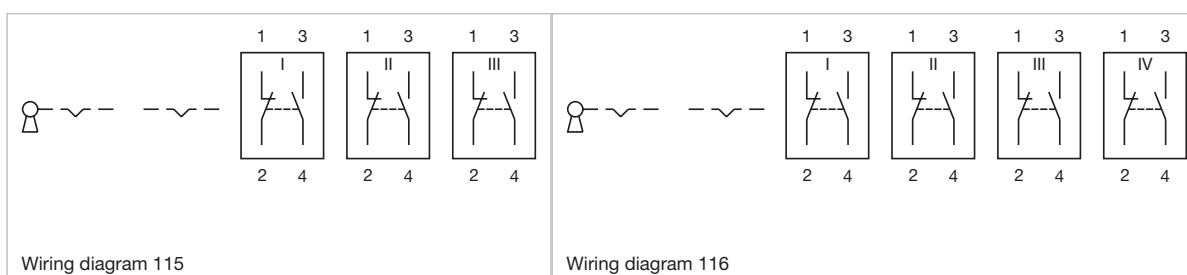 1 3 1 3 1 3
I II III
2 4 2 4 2 4
Wiring diagram 115
1 3 1 3 1 3 1 3
I II III IV
2 4 2 4 2 4 2 4
Wiring diagram 116